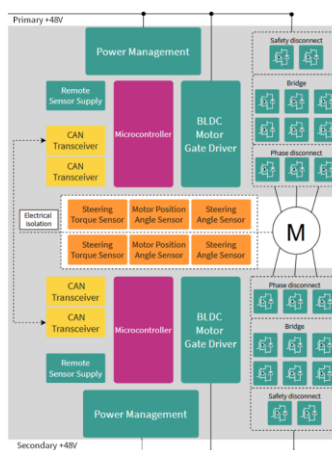 Primary +48V
Power Management
Safety disconnect
Remote
Sensor Supply
CAN
Transceiver
CAN
Transceiver
Microcontroller
BLDC
Motor
Gate Driver
Bridge
Phase disconnect
Electrical
isolation
Steering
Torque Sensor
Motor Position
Angle Sensor
Steering
Angle Sensor
Steering
Torque Sensor
Motor Position
Angle Sensor
Steering
Angle Sensor
M
CAN
Transceiver
CAN
Transceiver
Remote
Sensor Supply
Microcontroller
BLDC
Motor
Gate Driver
Phase disconnect
Bridge
Safety disconnect
Power Management
Secondary +48V